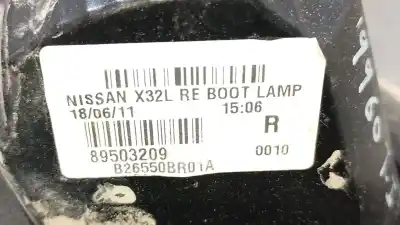 NISSAN X32L RE BOOT LAMP
18/06/11 15:06
R
89503209 0010
B26550BR01A